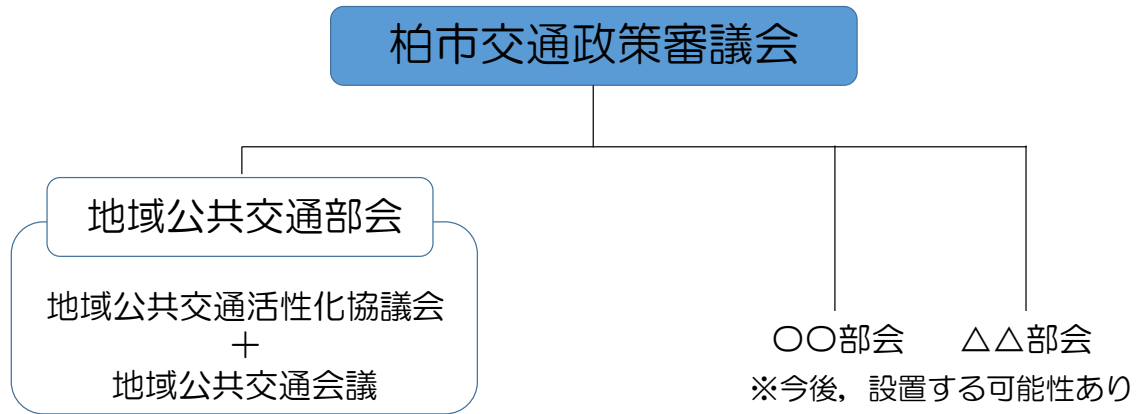 柏市交通政策審議会
地域公共交通部会
地域公共交通活性化協議会
＋
地域公共交通会議
〇〇部会 △△部会
※今後，設置する可能性あり